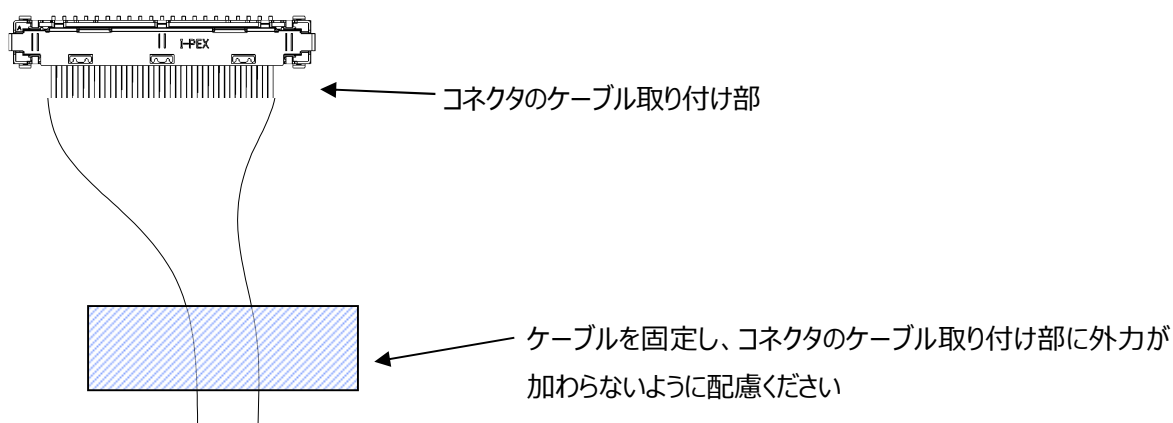 I-PEX
コネクタのケーブル取り付け部
ケーブルを固定し、コネクタのケーブル取り付け部に外力が
加わらないように配慮ください